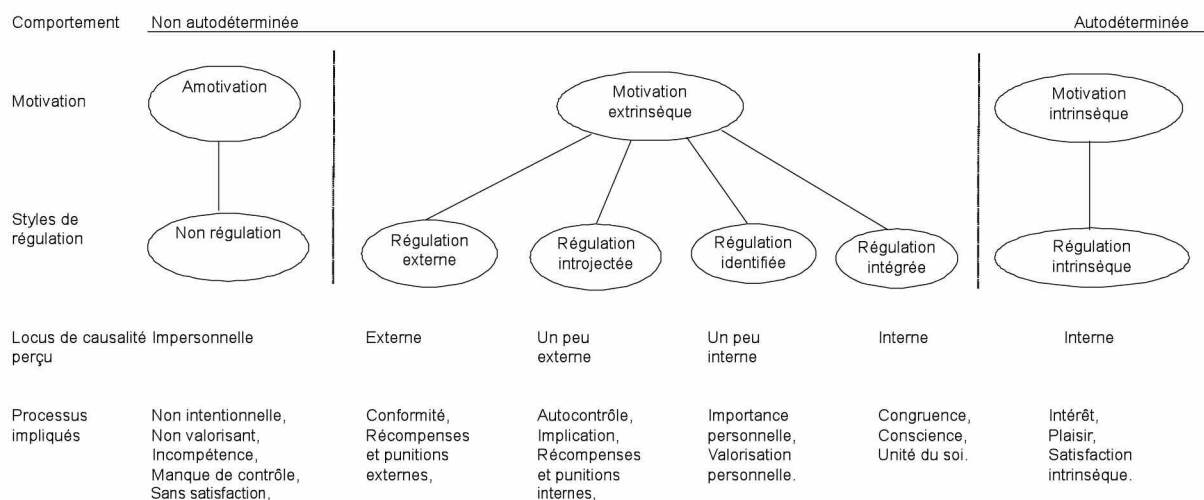 Comportement Non autodéterminée Autodéterminée
Motivation
Amotivation
Motivation
extrinsèque
Motivation
intrinsèque
Styles de
régulation
Non régulation
Régulation
externe
Régulation
introjectée
Régulation
identifiée
Régulation
intégrée
Régulation
intrinsèque
Locus de causalité
perçu
Impersonnelle
Externe
Un peu
externe
Un peu
interne
Interne
Interne
Processus
impliqués
Non intentionnelle,
Non valorisant,
Incompétence,
Manque de contrôle,
Sans satisfaction,
Conformité,
Récompenses
et punitions
externes,
Autocontrôle,
Implication,
Récompenses
et punitions
internes,
Importance
personnelle,
Valorisation
personnelle.
Congruence,
Conscience,
Unité du soi.
Intérêt,
Plaisir,
Satisfaction
intrinsèque.